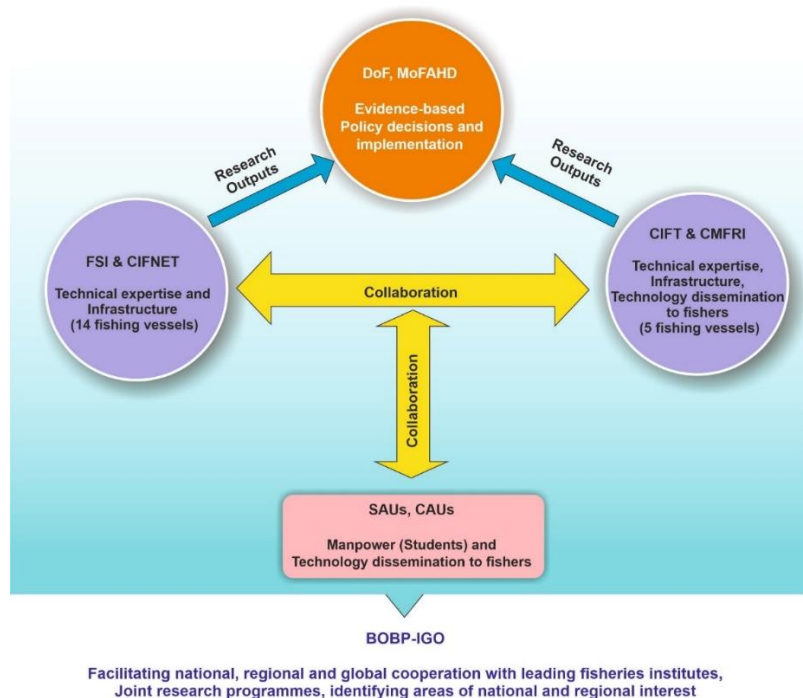 DoF, MoFAHD
Evidence-based
Policy decisions and
implementation
Research
Outputs
Research
Outputs
FSI & CIFNET
Technical expertise and
Infrastructure
(14 fishing vessels)
Collaboration
CIFT & CMFRI
Technical expertise,
Infrastructure,
Technology dissemination
to fishers
(5 fishing vessels)
Collaboration
SAUs, CAUs
Manpower (Students) and
Technology dissemination to fishers
BOBP-IGO
Facilitating national, regional and global cooperation with leading fisheries institutes,
Joint research programmes, identifying areas of national and regional interest